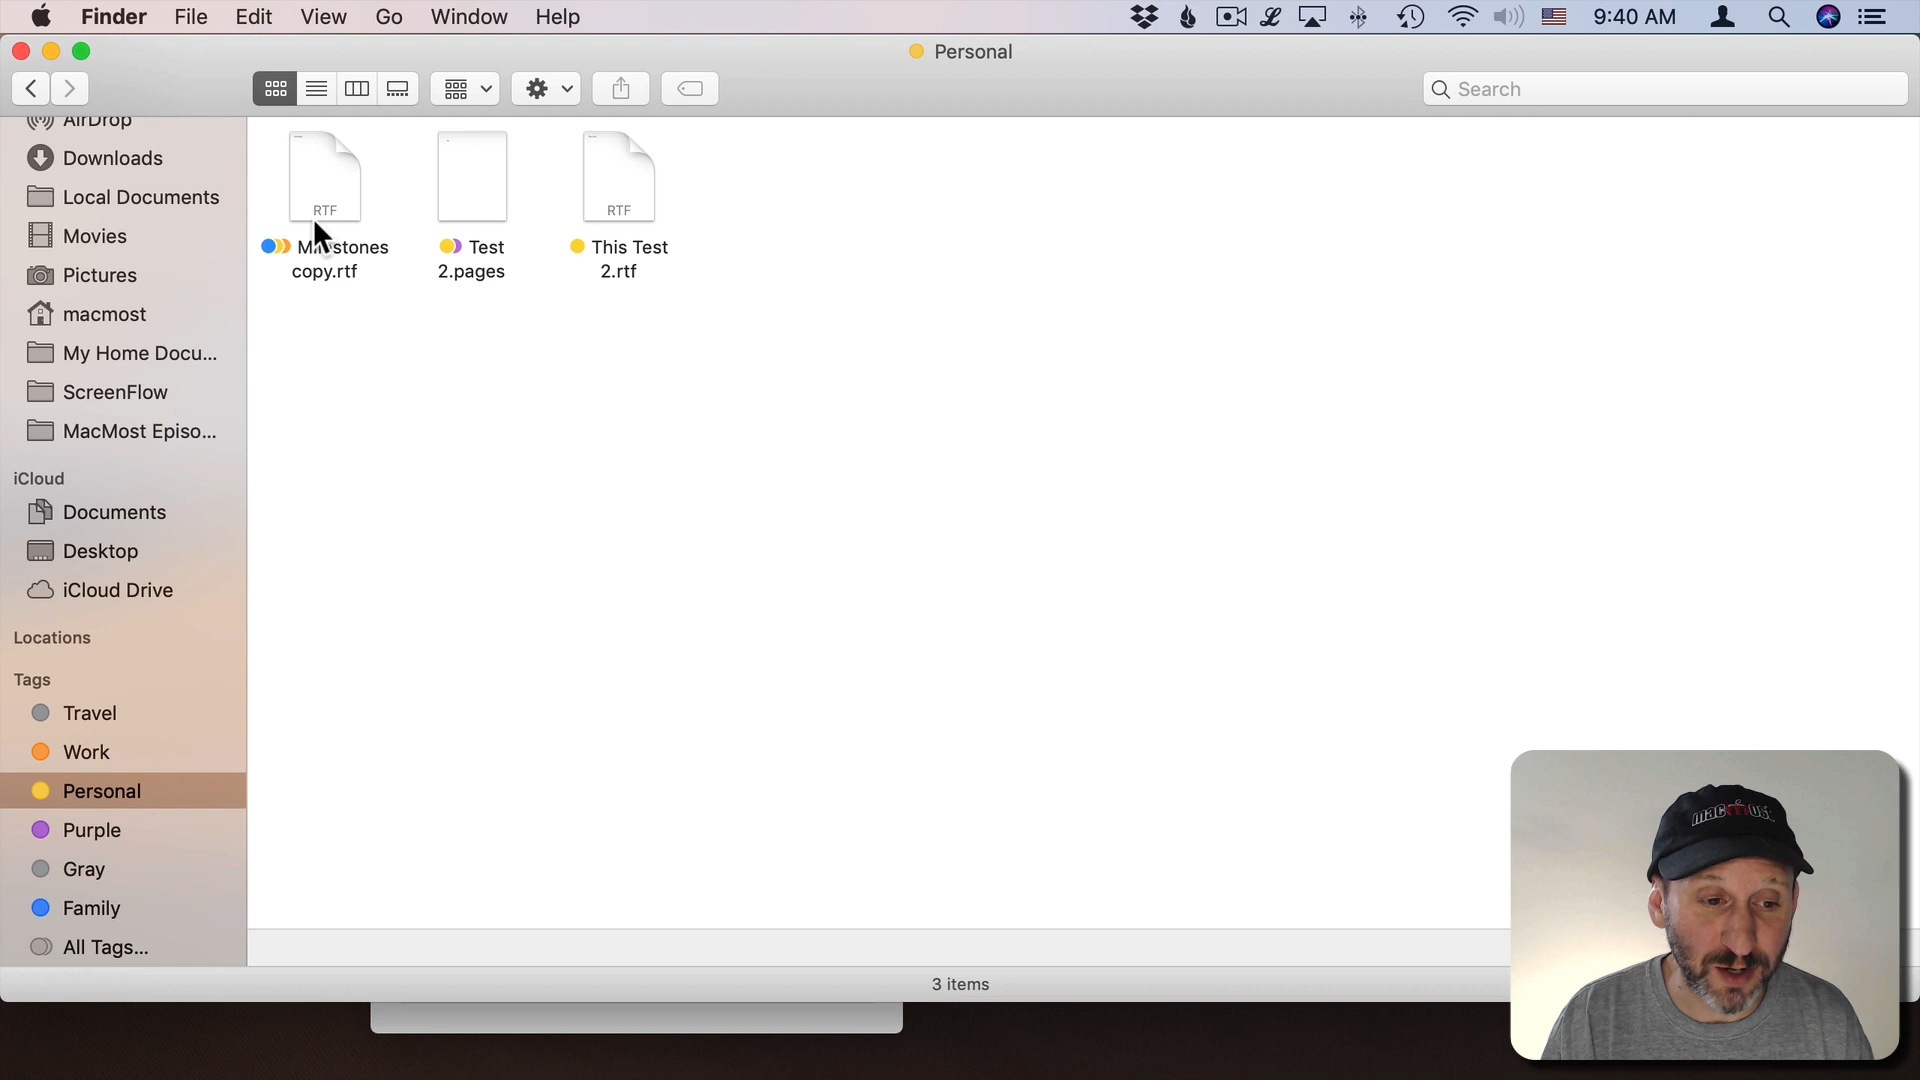 Finder File Edit View Go Window Help 9:40 AM
Personal
Search
AirDrop
Downloads
Local Documents
Movies
Pictures
macmost
My Home Docu...
ScreenFlow
MacMost Episo...
iCloud
Documents
Desktop
iCloud Drive
Locations
Tags
Travel
Work
Personal
Purple
Gray
Family
All Tags...
RTF
copy.rtf
Test
2.pages
RTF
This Test
2.rtf
3 items
macmost